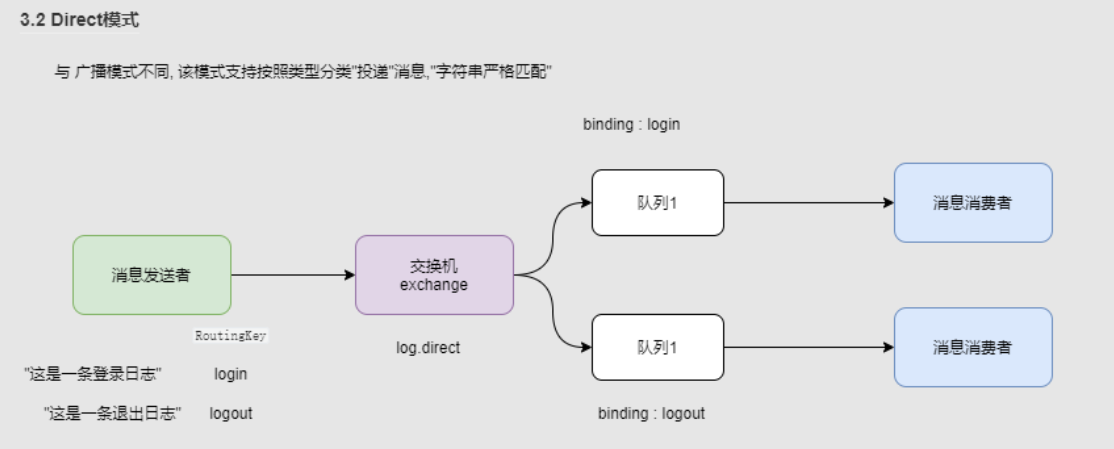 3.2 Direct模式
与 广播模式不同, 该模式支持按照类型分类"投递"消息,"字符串严格匹配"
binding : login
队列1
消息消费者
消息发送者
交换机
exchange
RoutingKey
log.direct
队列1
消息消费者
"这是一条登录日志" login
"这是一条退出日志" logout
binding : logout